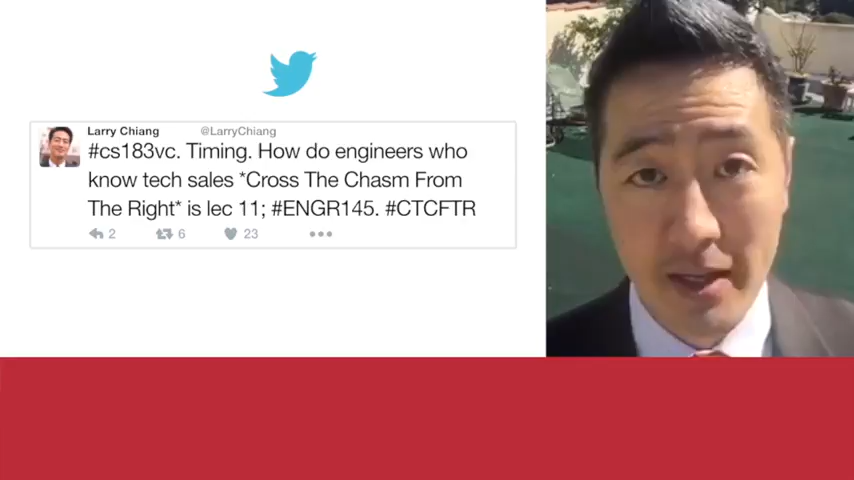 Larry Chiang @LarryChiang
#cs183vc. Timing. How do engineers who
know tech sales *Cross The Chasm From
The Right* is lec 11; #ENGR145. #CTCFTR
2 6 23